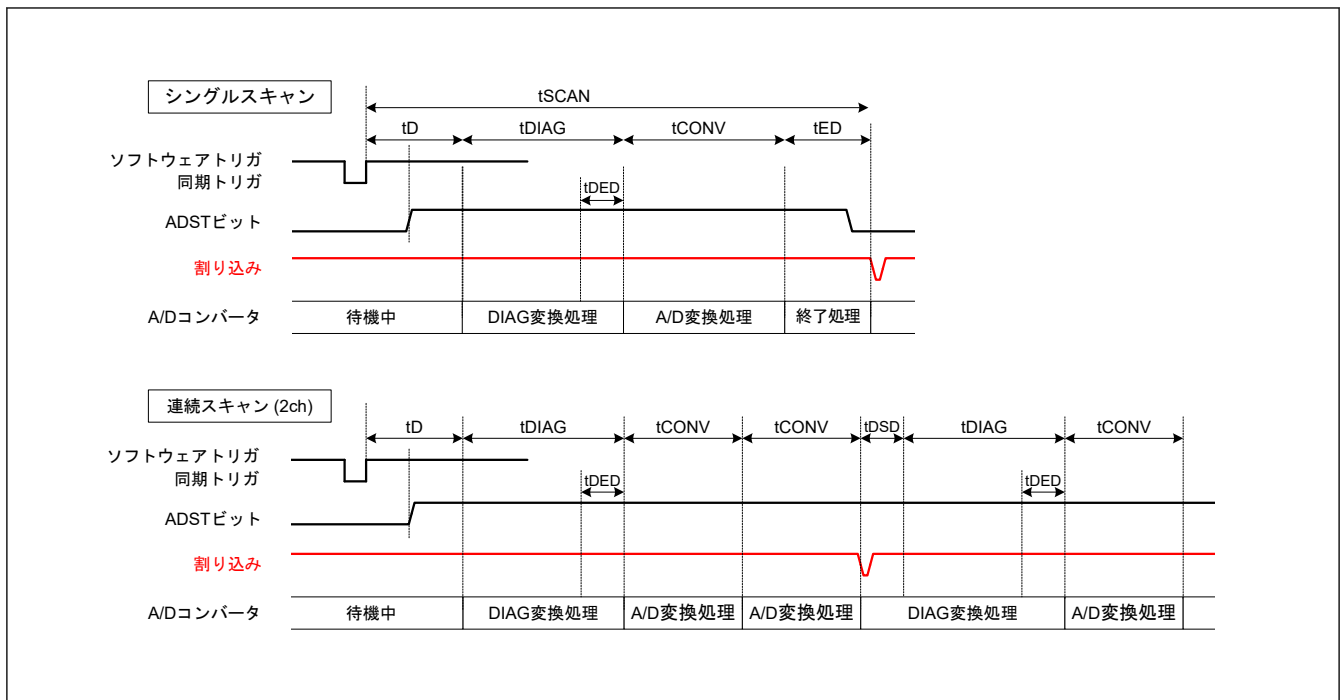 シングルスキャン
tSCAN
tD tDIAG tCONV tED
ソフトウェアトリガ
同期トリガ
tDED
ADSTビット
割り込み
A/Dコンバータ 待機中 DIAG変換処理 A/D変換処理 終了処理
連続スキャン (2ch)
tD tDIAG tCONV tCONV tDSD tDIAG tCONV
ソフトウェアトリガ
同期トリガ
tDED tDED
ADSTビット
割り込み
A/Dコンバータ 待機中 DIAG変換処理 A/D変換処理 A/D変換処理 DIAG変換処理 A/D変換処理